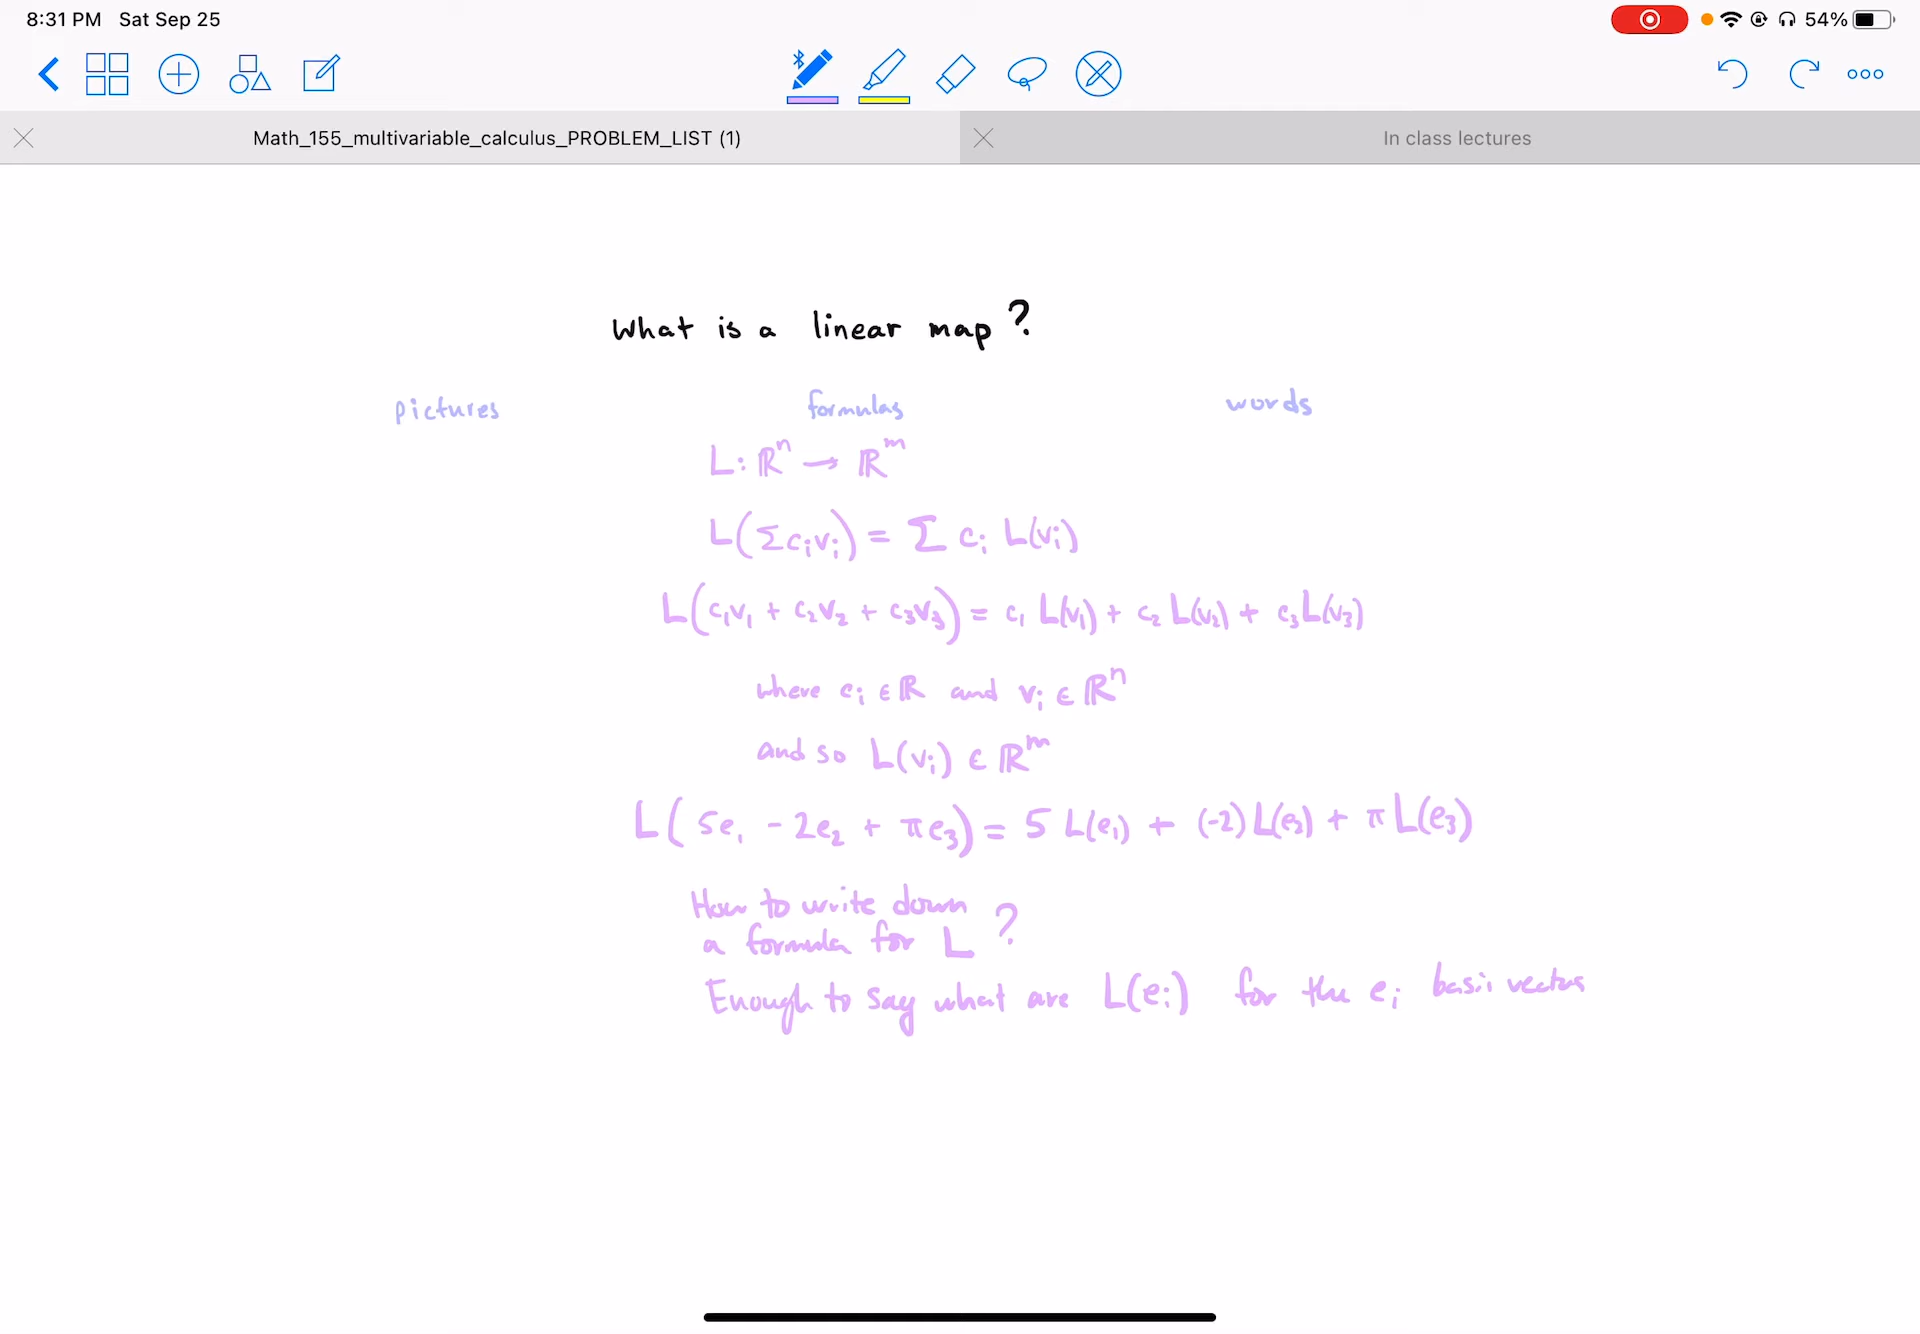 8:31 PM Sat Sep 25
54%
Math_155_multivariable_calculus_PROBLEM_LIST (1)
In class lectures
What is a linear map?
pictures formulas words
L: ℝⁿ → ℝᵐ
L(Σcᵢvᵢ) = Σ cᵢ L(vᵢ)
L(c₁v₁ + c₂v₂ + c₃v₃) = c₁ L(v₁) + c₂ L(v₂) + c₃L(v₃)
where cᵢ ∈ ℝ and vᵢ ∈ ℝⁿ
and so L(vᵢ) ∈ ℝᵐ
L( 5e₁ - 2e₂ + πe₃) = 5 L(e₁) + (-2) L(e₂) + π L(e₃)
How to write down
a formula for L ?
Enough to say what are L(eᵢ) for the eᵢ basis vectors